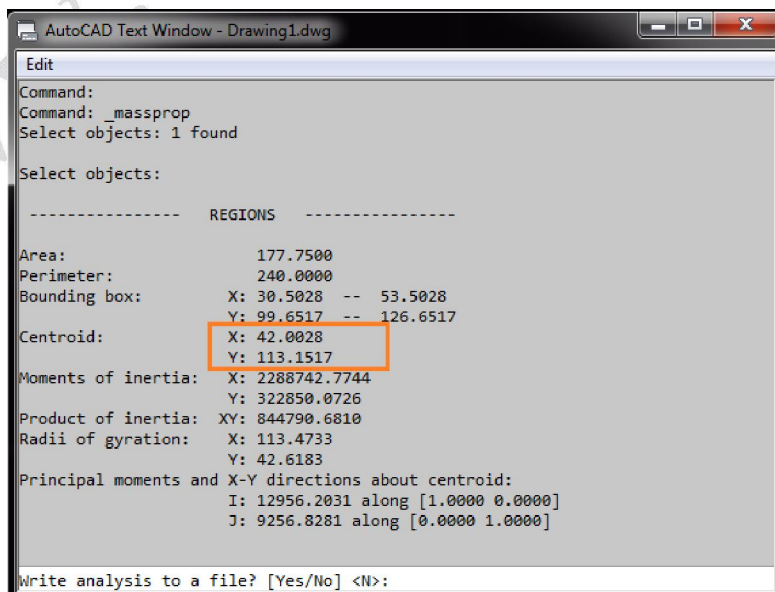 AutoCAD Text Window - Drawing1.dwg
Edit
Command:
Command: _massprop
Select objects: 1 found
Select objects:
---------------- REGIONS ----------------
Area: 177.7500
Perimeter: 240.0000
Bounding box: X: 30.5028 -- 53.5028
Y: 99.6517 -- 126.6517
Centroid: X: 42.0028
Y: 113.1517
Moments of inertia: X: 2288742.7744
Y: 322850.0726
Product of inertia: XY: 844790.6810
Radii of gyration: X: 113.4733
Y: 42.6183
Principal moments and X-Y directions about centroid:
I: 12956.2031 along [1.0000 0.0000]
J: 9256.8281 along [0.0000 1.0000]
Write analysis to a file? [Yes/No] <N>: